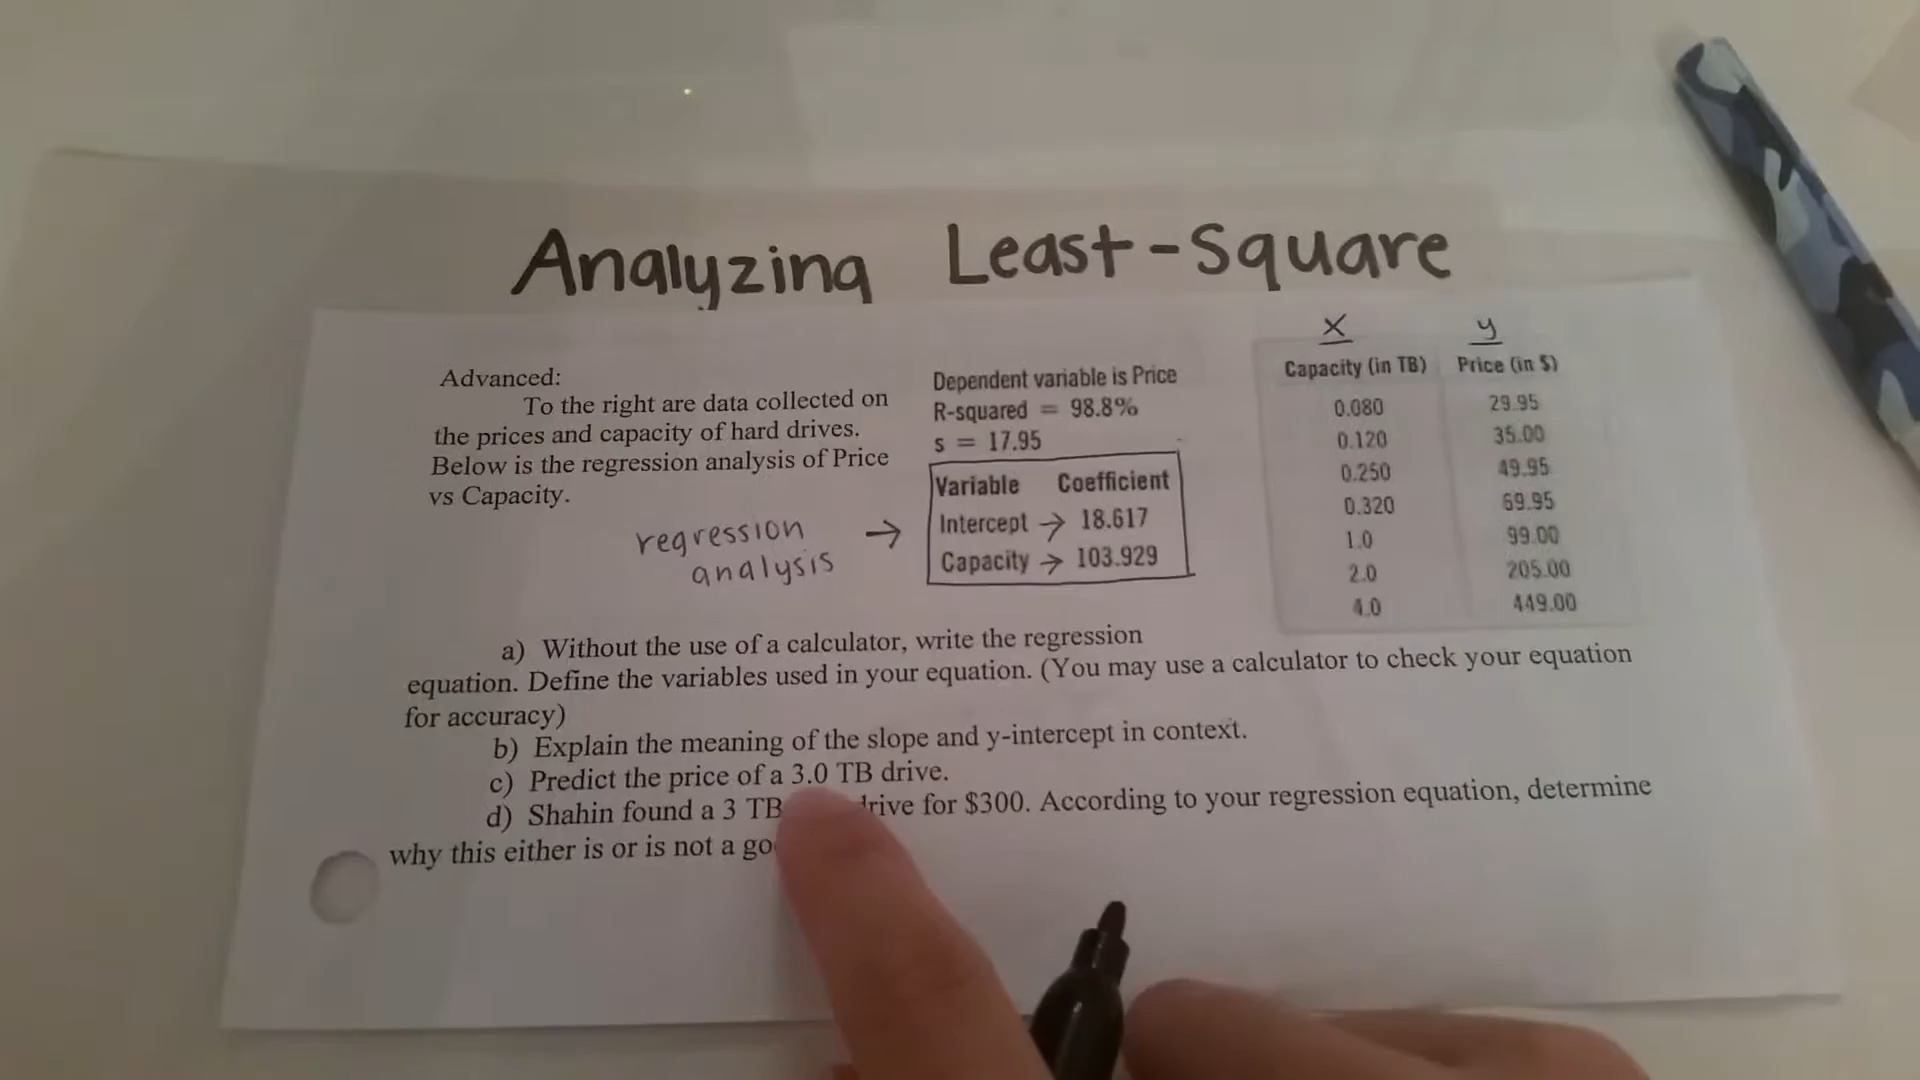 Analyzing Least-Square
Advanced:
To the right are data collected on
the prices and capacity of hard drives.
Below is the regression analysis of Price
vs Capacity.
regression
analysis →
Dependent variable is Price
R-squared = 98.8%
s = 17.95
Variable Coefficient
Intercept → 18.617
Capacity → 103.929
x y
Capacity (in TB) Price (in $)
0.080 29.95
0.120 35.00
0.250 49.95
0.320 69.95
1.0 99.00
2.0 205.00
4.0 449.00
a) Without the use of a calculator, write the regression
equation. Define the variables used in your equation. (You may use a calculator to check your equation
for accuracy)
b) Explain the meaning of the slope and y-intercept in context.
c) Predict the price of a 3.0 TB drive.
d) Shahin found a 3 TB drive for $300. According to your regression equation, determine
why this either is or is not a